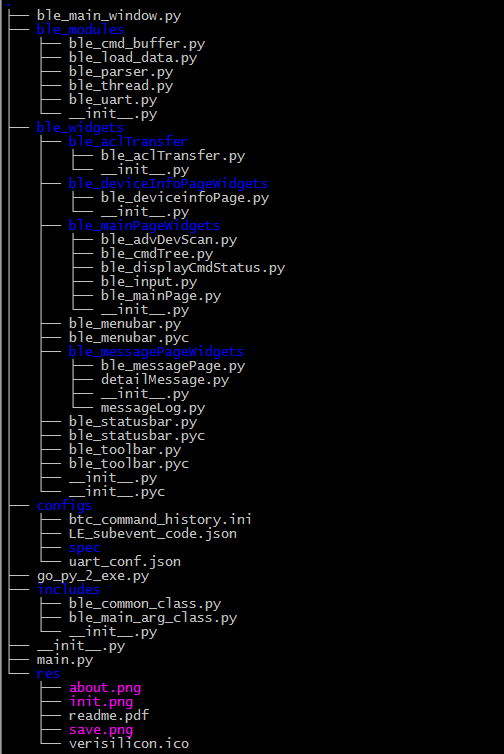 .
├── ble_main_window.py
├── ble_modules
│   ├── ble_cmd_buffer.py
│   ├── ble_load_data.py
│   ├── ble_parser.py
│   ├── ble_thread.py
│   ├── ble_uart.py
│   └── __init__.py
├── ble_widgets
│   ├── ble_aclTransfer
│   │   ├── ble_aclTransfer.py
│   │   └── __init__.py
│   ├── ble_deviceInfoPageWidgets
│   │   ├── ble_deviceinfoPage.py
│   │   └── __init__.py
│   ├── ble_mainPageWidgets
│   │   ├── ble_advDevScan.py
│   │   ├── ble_cmdTree.py
│   │   ├── ble_displayCmdStatus.py
│   │   ├── ble_input.py
│   │   ├── ble_mainPage.py
│   │   └── __init__.py
│   ├── ble_menubar.py
│   ├── ble_menubar.pyc
│   ├── ble_messagePageWidgets
│   │   ├── ble_messagePage.py
│   │   ├── detailMessage.py
│   │   ├── __init__.py
│   │   └── messageLog.py
│   ├── ble_statusbar.py
│   ├── ble_statusbar.pyc
│   ├── ble_toolbar.py
│   ├── ble_toolbar.pyc
│   ├── __init__.py
│   └── __init__.pyc
├── configs
│   ├── btc_command_history.ini
│   ├── LE_subevent_code.json
│   ├── spec
│   └── uart_conf.json
├── go_py_2_exe.py
├── includes
│   ├── ble_common_class.py
│   ├── ble_main_arg_class.py
│   └── __init__.py
├── __init__.py
├── main.py
└── res
    ├── about.png
    ├── init.png
    ├── readme.pdf
    ├── save.png
    └── verisilicon.ico